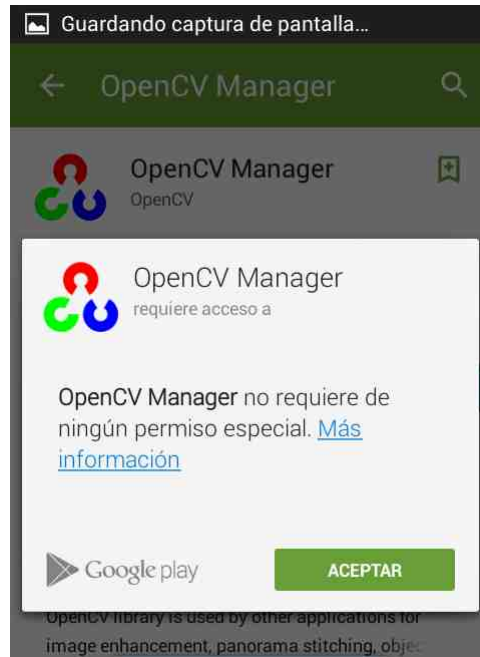 Guardando captura de pantalla...
OpenCV Manager
OpenCV Manager
OpenCV
OpenCV Manager
requiere acceso a
OpenCV Manager no requiere de
ningún permiso especial. Más
información
Google play
ACEPTAR
OpenCV library is used by other applications for
image enhancement, panorama stitching, objec